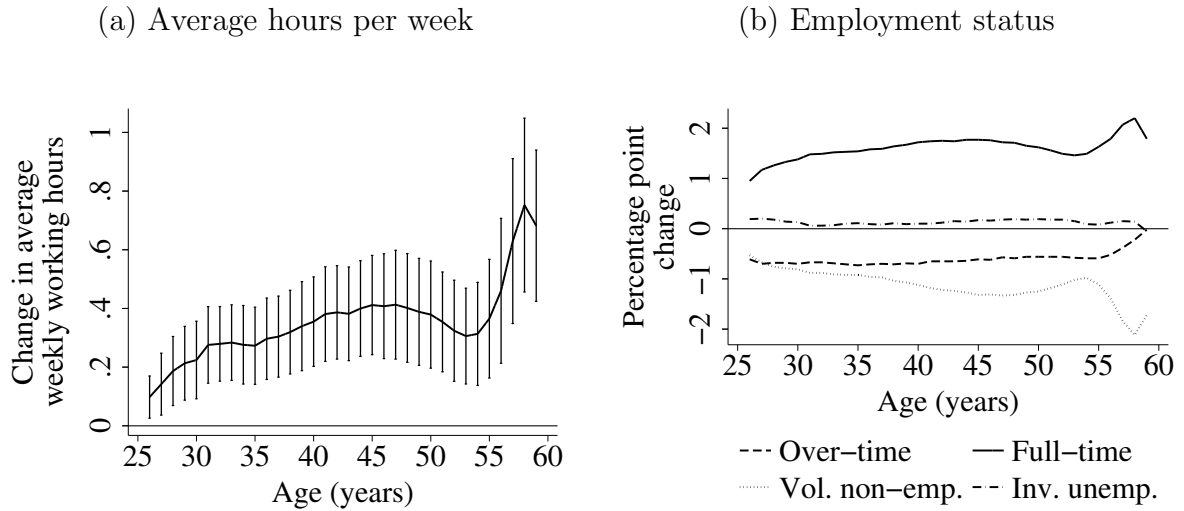 (a) Average hours per week
Change in average
weekly working hours
0 .2 .4 .6 .8 1
25 30 35 40 45 50 55 60
Age (years)
(b) Employment status
Percentage point
change
−2 −1 0 1 2
25 30 35 40 45 50 55 60
Age (years)
Over−time Full−time
Vol. non−emp. Inv. unemp.